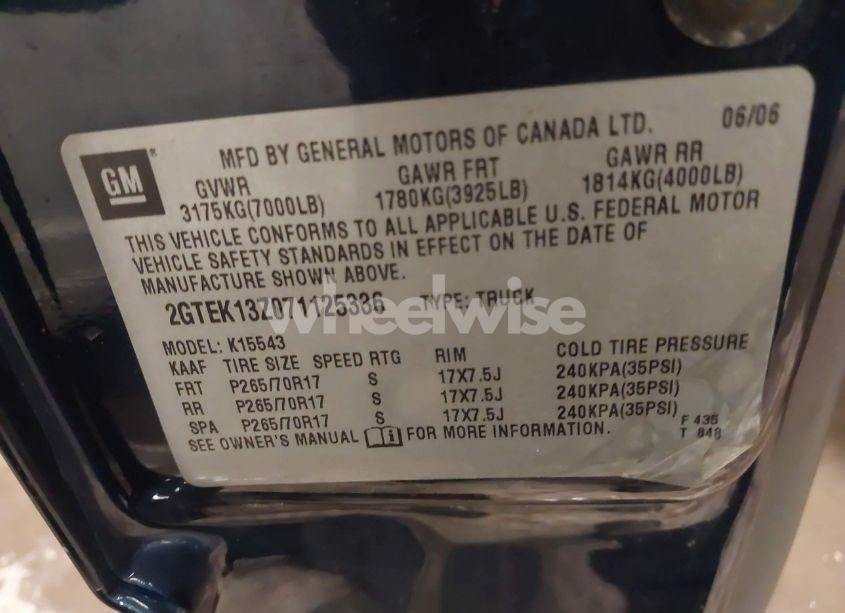 GM
MFD BY GENERAL MOTORS OF CANADA LTD. 06/06
GVWR GAWR FRT GAWR RR
3175KG(7000LB) 1780KG(3925LB) 1814KG(4000LB)
THIS VEHICLE CONFORMS TO ALL APPLICABLE U.S. FEDERAL MOTOR
VEHICLE SAFETY STANDARDS IN EFFECT ON THE DATE OF
MANUFACTURE SHOWN ABOVE.
2GTEK13Z071125386 TYPE: TRUCK
wheelwise
MODEL: K15543
KAAF TIRE SIZE SPEED RTG RIM COLD TIRE PRESSURE
FRT P265/70R17 S 17X7.5J 240KPA(35PSI)
RR P265/70R17 S 17X7.5J 240KPA(35PSI)
SPA P265/70R17 S 17X7.5J 240KPA(35PSI)
SEE OWNER'S MANUAL FOR MORE INFORMATION.
F 435
T 848